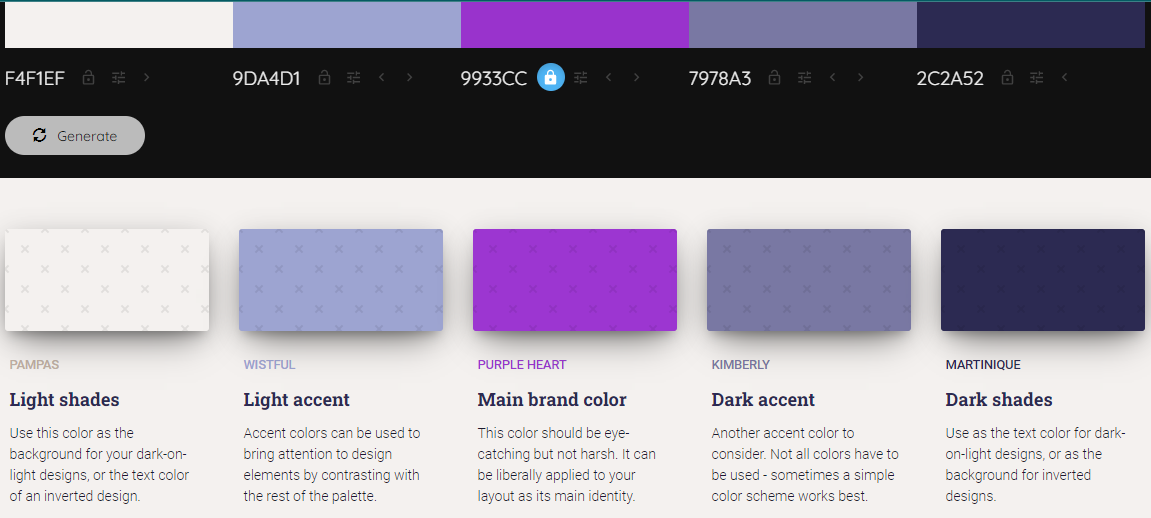 F4F1EF
9DA4D1
9933CC
7978A3
2C2A52
Generate
PAMPAS
Light shades
Use this color as the
background for your dark-on-
light designs, or the text color
of an inverted design.
WISTFUL
Light accent
Accent colors can be used to
bring attention to design
elements by contrasting with
the rest of the palette.
PURPLE HEART
Main brand color
This color should be eye-
catching but not harsh. It can
be liberally applied to your
layout as its main identity.
KIMBERLY
Dark accent
Another accent color to
consider. Not all colors have to
be used - sometimes a simple
color scheme works best.
MARTINIQUE
Dark shades
Use as the text color for dark-
on-light designs, or as the
background for inverted
designs.